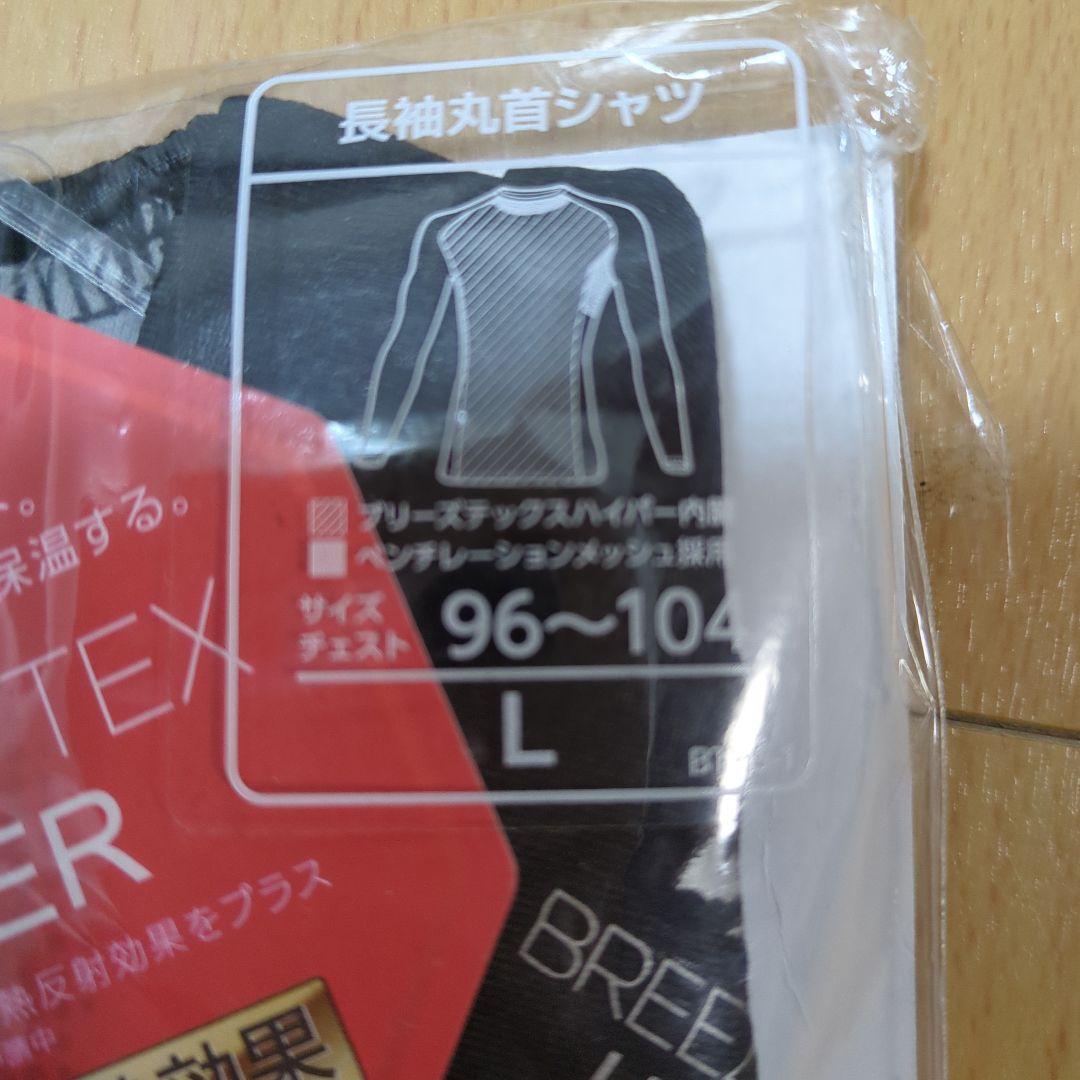 長袖丸首シャツ
ブリーズテックスハイパー内
ベンチレーションメッシュ採用
サイズ
チェスト
96〜104
L
保温する。
TEX
ER
熱反射効果をプラス
効果
BREE